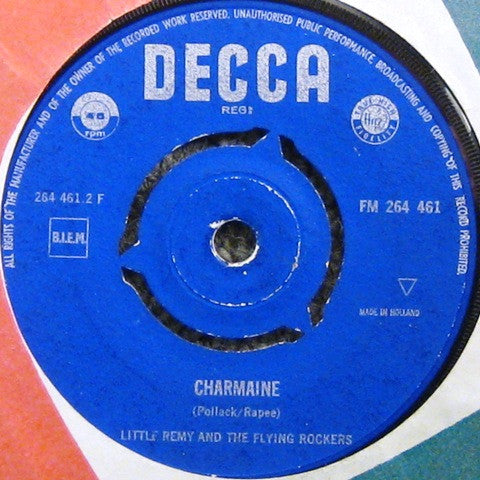 ALL RIGHTS OF THE MANUFACTURER AND OF THE OWNER OF THE RECORDED WORK RESERVED. UNAUTHORISED PUBLIC PERFORMANCE, BROADCASTING AND COPYING OF THIS RECORD PROHIBITED
DECCA
REGD
rpm
264 461.2 F
FM 264 461
B.I.E.M.
MADE IN HOLLAND
CHARMAINE
(Pollack/Rapee)
LITTLE REMY AND THE FLYING ROCKERS